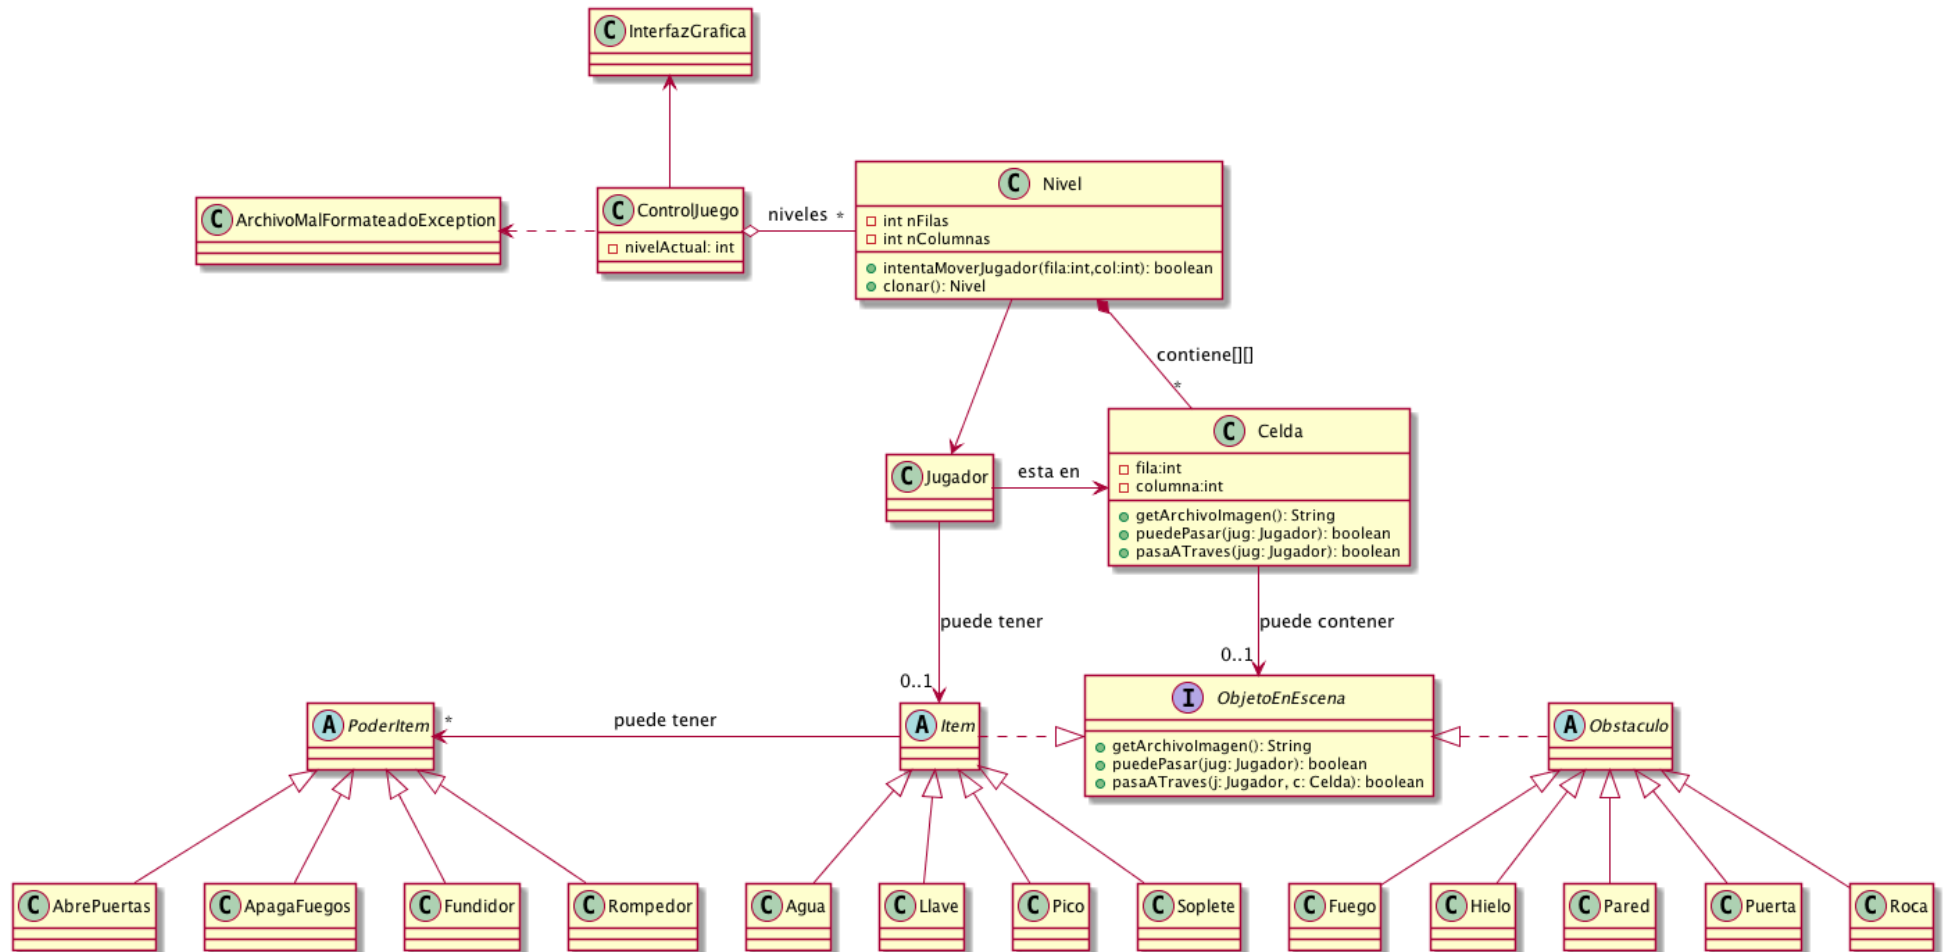 C InterfazGrafica
C Nivel
int nFilas
int nColumnas
intentaMoverJugador(fila:int,col:int): boolean
clonar(): Nivel
C ArchivoMalFormateadoException
C ControlJuego
nivelActual: int
niveles *
contiene[][]
*
C Jugador
esta en
C Celda
fila:int
columna:int
getArchivoImagen(): String
puedePasar(jug: Jugador): boolean
pasaATraves(jug: Jugador): boolean
puede tener
0..1
puede contener
0..1
A PoderItem
*
puede tener
A Item
I ObjetoEnEscena
getArchivoImagen(): String
puedePasar(jug: Jugador): boolean
pasaATraves(j: Jugador, c: Celda): boolean
A Obstaculo
C AbrePuertas
C ApagaFuegos
C Fundidor
C Rompedor
C Agua
C Llave
C Pico
C Soplete
C Fuego
C Hielo
C Pared
C Puerta
C Roca